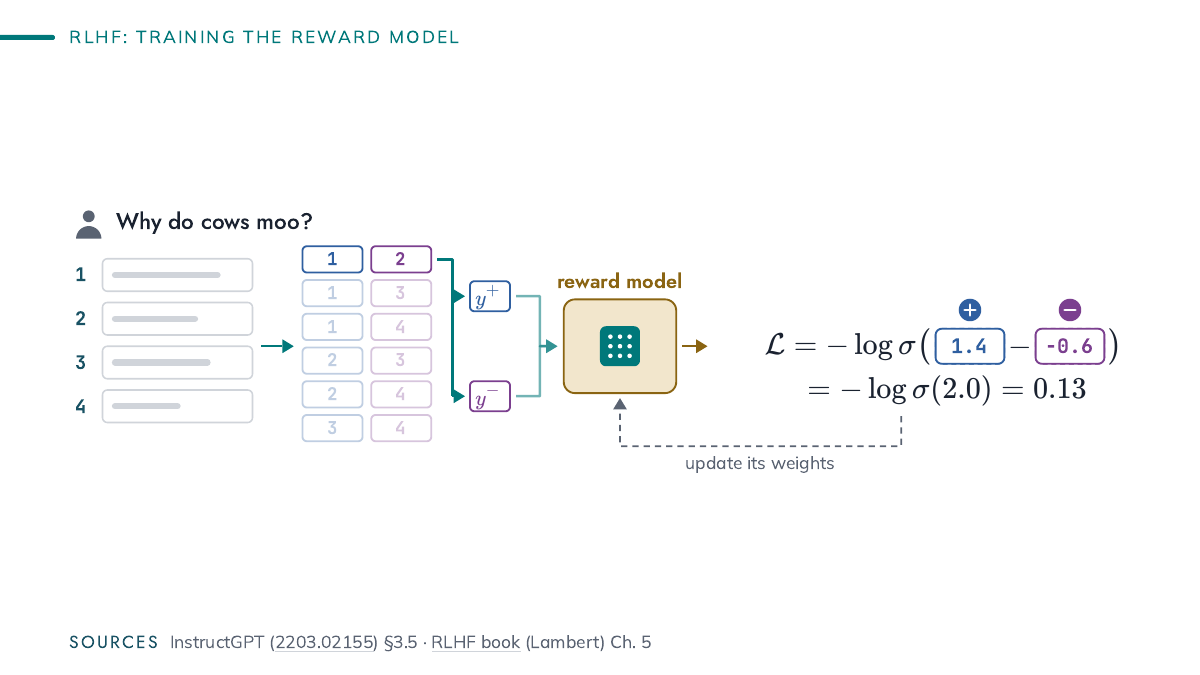 RLHF: TRAINING THE REWARD MODEL
Why do cows moo?
1
2
3
4
1 2
1 3
1 4
2 3
2 4
3 4
y⁺
y⁻
reward model
+ −
ℒ = − log σ( 1.4 − -0.6 )
= − log σ(2.0) = 0.13
update its weights
SOURCES InstructGPT (2203.02155) §3.5 · RLHF book (Lambert) Ch. 5